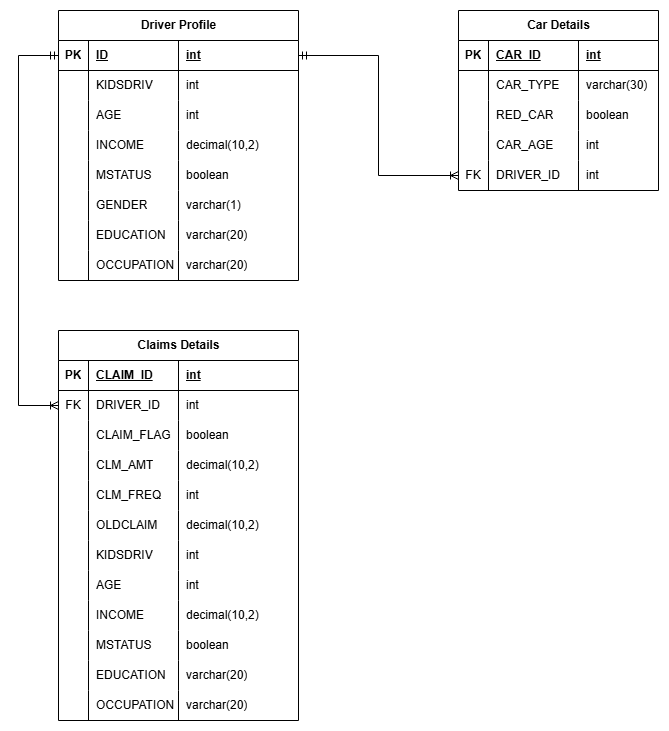 Driver Profile
PK ID int
KIDSDRIV int
AGE int
INCOME decimal(10,2)
MSTATUS boolean
GENDER varchar(1)
EDUCATION varchar(20)
OCCUPATION varchar(20)
Car Details
PK CAR_ID int
CAR_TYPE varchar(30)
RED_CAR boolean
CAR_AGE int
FK DRIVER_ID int
Claims Details
PK CLAIM_ID int
FK DRIVER_ID int
CLAIM_FLAG boolean
CLM_AMT decimal(10,2)
CLM_FREQ int
OLDCLAIM decimal(10,2)
KIDSDRIV int
AGE int
INCOME decimal(10,2)
MSTATUS boolean
EDUCATION varchar(20)
OCCUPATION varchar(20)